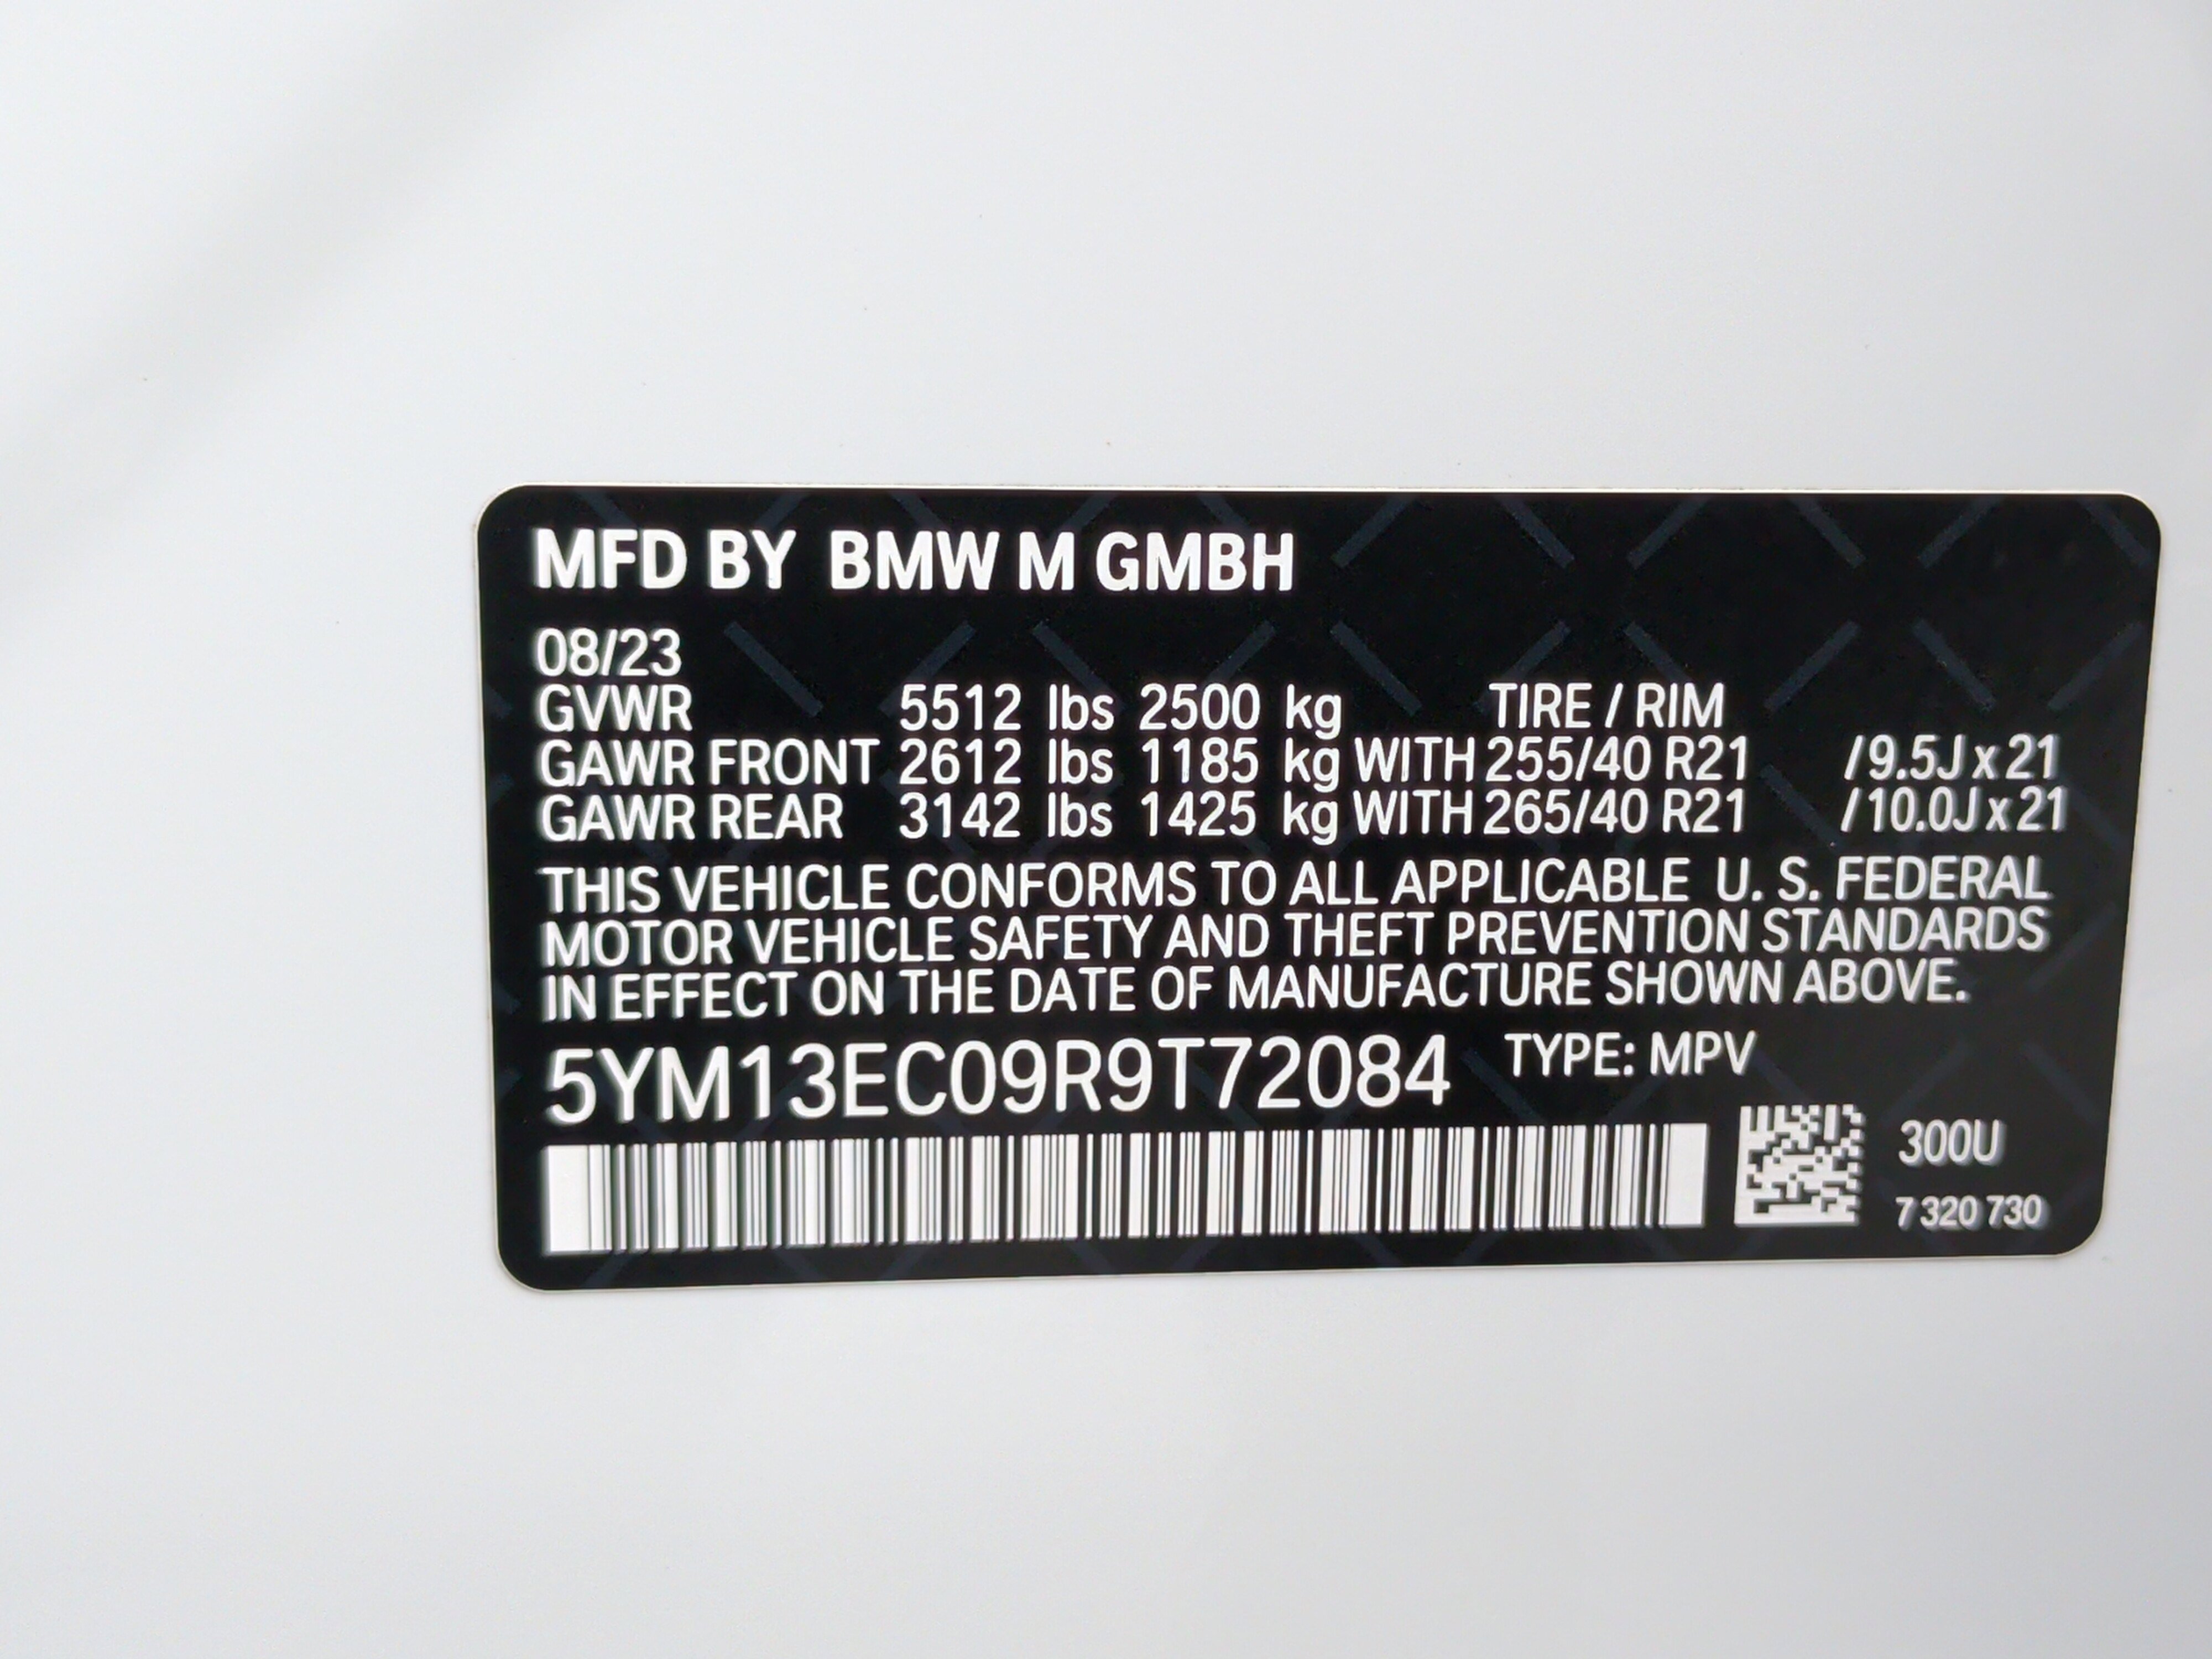 MFD BY BMW M GMBH
08/23
GVWR 5512 lbs 2500 kg TIRE / RIM
GAWR FRONT 2612 lbs 1185 kg WITH 255/40 R21 /9.5J x 21
GAWR REAR 3142 lbs 1425 kg WITH 265/40 R21 /10.0J x 21
THIS VEHICLE CONFORMS TO ALL APPLICABLE U. S. FEDERAL
MOTOR VEHICLE SAFETY AND THEFT PREVENTION STANDARDS
IN EFFECT ON THE DATE OF MANUFACTURE SHOWN ABOVE.
5YM13EC09R9T72084 TYPE: MPV
300U
7 320 730